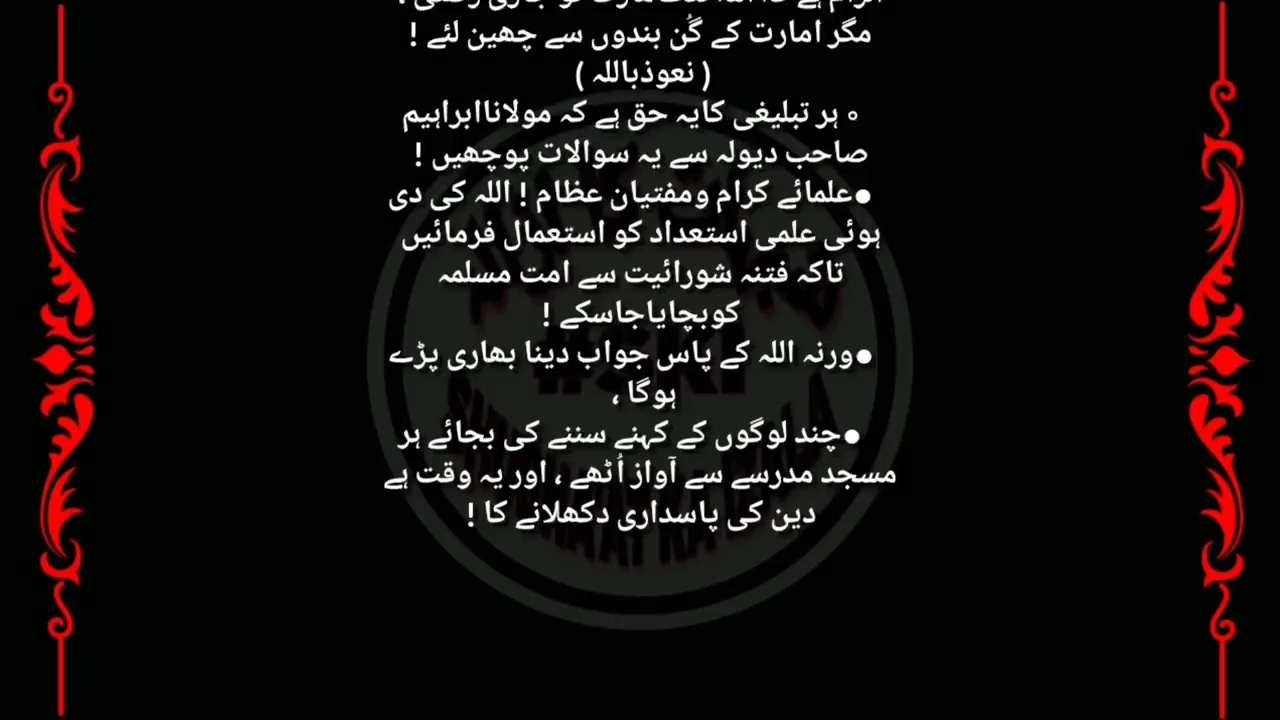 مگر امارت کے گُن بندوں سے چھین لئے !
( نعوذباللہ )
∘ ہر تبلیغی کایہ حق ہے کہ مولاناابراہیم
صاحب دیولہ سے یہ سوالات پوچھیں !
●علمائے کرام ومفتیان عظام ! اللہ کی دی
ہوئی علمی استعداد کو استعمال فرمائیں
تاکہ فتنہ شورائیت سے امت مسلمہ
کوبچایاجاسکے !
●ورنہ اللہ کے پاس جواب دینا بھاری پڑے
ہوگا ،
●چند لوگوں کے کہنے سننے کی بجائے ہر
مسجد مدرسے سے آواز اُٹھے ، اور یہ وقت ہے
دین کی پاسداری دکھلانے کا !